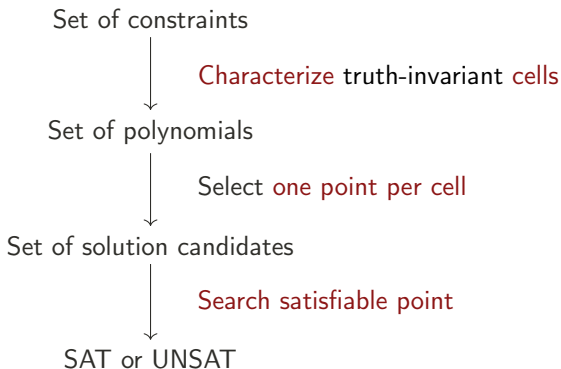 Set of constraints
Characterize truth-invariant cells
Set of polynomials
Select one point per cell
Set of solution candidates
Search satisfiable point
SAT or UNSAT